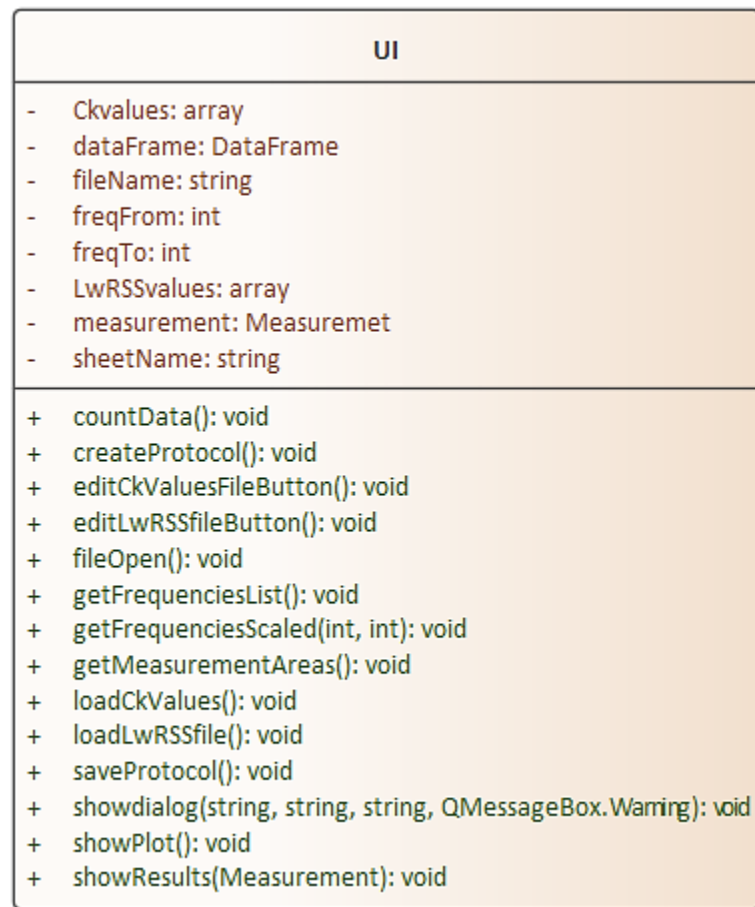 UI
- Ckvalues: array
- dataFrame: DataFrame
- fileName: string
- freqFrom: int
- freqTo: int
- LwRSSvalues: array
- measurement: Measuremet
- sheetName: string
+ countData(): void
+ createProtocol(): void
+ editCkValuesFileButton(): void
+ editLwRSSfileButton(): void
+ fileOpen(): void
+ getFrequenciesList(): void
+ getFrequenciesScaled(int, int): void
+ getMeasurementAreas(): void
+ loadCkValues(): void
+ loadLwRSSfile(): void
+ saveProtocol(): void
+ showdialog(string, string, string, QMessageBox.Warning): void
+ showPlot(): void
+ showResults(Measurement): void